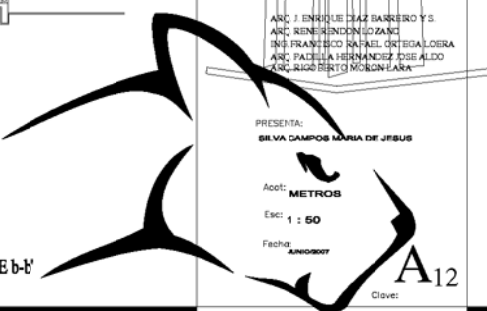 ARQ. J. ENRIQUE DIAZ BARREIRO Y S.
ARQ. RENE RENDON LOZANO
ING. FRANCISCO RAFAEL ORTEGA LOERA
ARQ. PADILLA HERNANDEZ JOSE ALDO
ARQ. RIGOBERTO MORON LARA
PRESENTA:
SILVA CAMPOS MARIA DE JESUS
Acot: METROS
Esc: 1 : 50
Fecha: JUNIO/2007
E b-b'
A12
Clave: